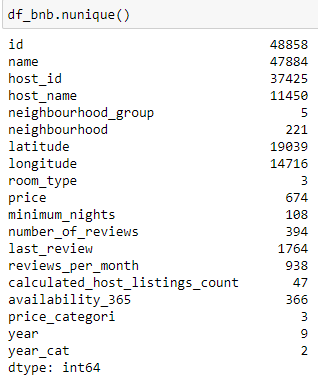 df_bnb.nunique()
id 48858
name 47884
host_id 37425
host_name 11450
neighbourhood_group 5
neighbourhood 221
latitude 19039
longitude 14716
room_type 3
price 674
minimum_nights 108
number_of_reviews 394
last_review 1764
reviews_per_month 938
calculated_host_listings_count 47
availability_365 366
price_categori 3
year 9
year_cat 2
dtype: int64